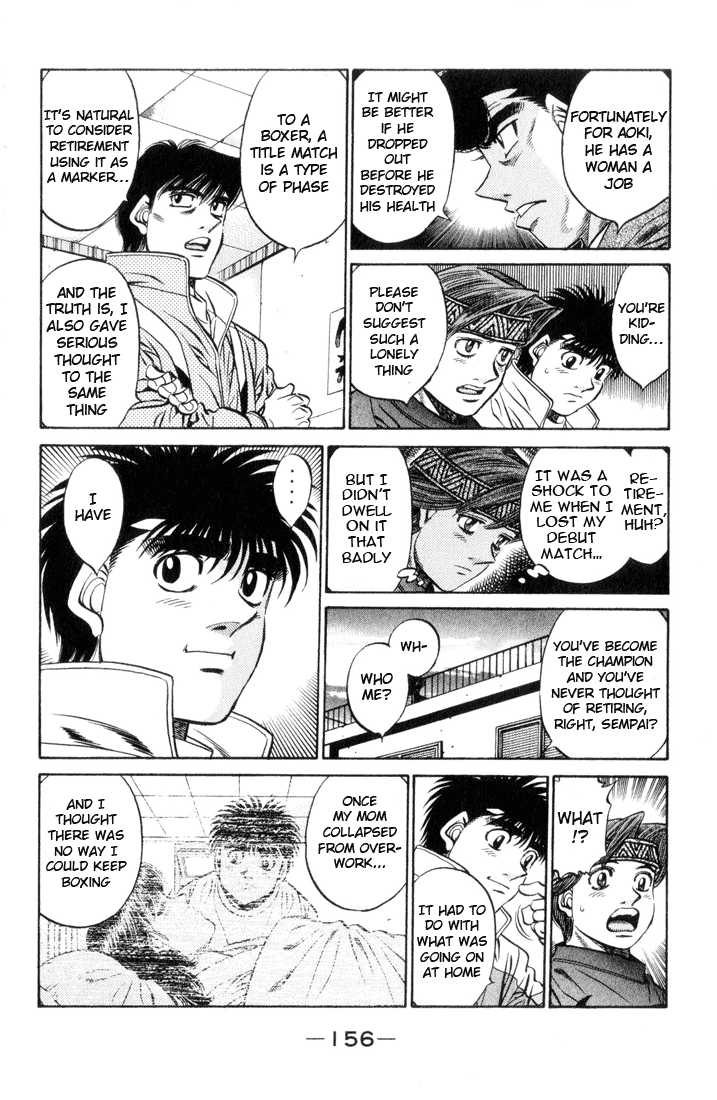 FORTUNATELY
FOR AOKI,
HE HAS A
WOMAN A
JOB
IT MIGHT
BE BETTER
IF HE
DROPPED
OUT
BEFORE HE
DESTROYED
HIS HEALTH
YOU'RE
KID-
DING...
PLEASE
DON'T
SUGGEST
SUCH A
LONELY
THING
TO A
BOXER, A
TITLE MATCH
IS A TYPE
OF PHASE
IT'S NATURAL
TO CONSIDER
RETIREMENT
USING IT AS
A MARKER...
AND THE
TRUTH IS, I
ALSO GAVE
SERIOUS
THOUGHT
TO THE
SAME
THING
RE-
TIRE-
MENT,
HUH?
IT WAS A
SHOCK TO
ME WHEN I
LOST MY
DEBUT
MATCH...
BUT I
DIDN'T
DWELL
ON IT
THAT
BADLY
YOU'VE BECOME
THE CHAMPION
AND YOU'VE
NEVER THOUGHT
OF RETIRING,
RIGHT, SEMPAI?
WH-
WHO
ME?
....
I
HAVE
WHAT
!?
IT HAD TO
DO WITH
WHAT WAS
GOING ON
AT HOME
ONCE
MY MOM
COLLAPSED
FROM OVER-
WORK...
AND I
THOUGHT
THERE WAS
NO WAY I
COULD KEEP
BOXING
—156—